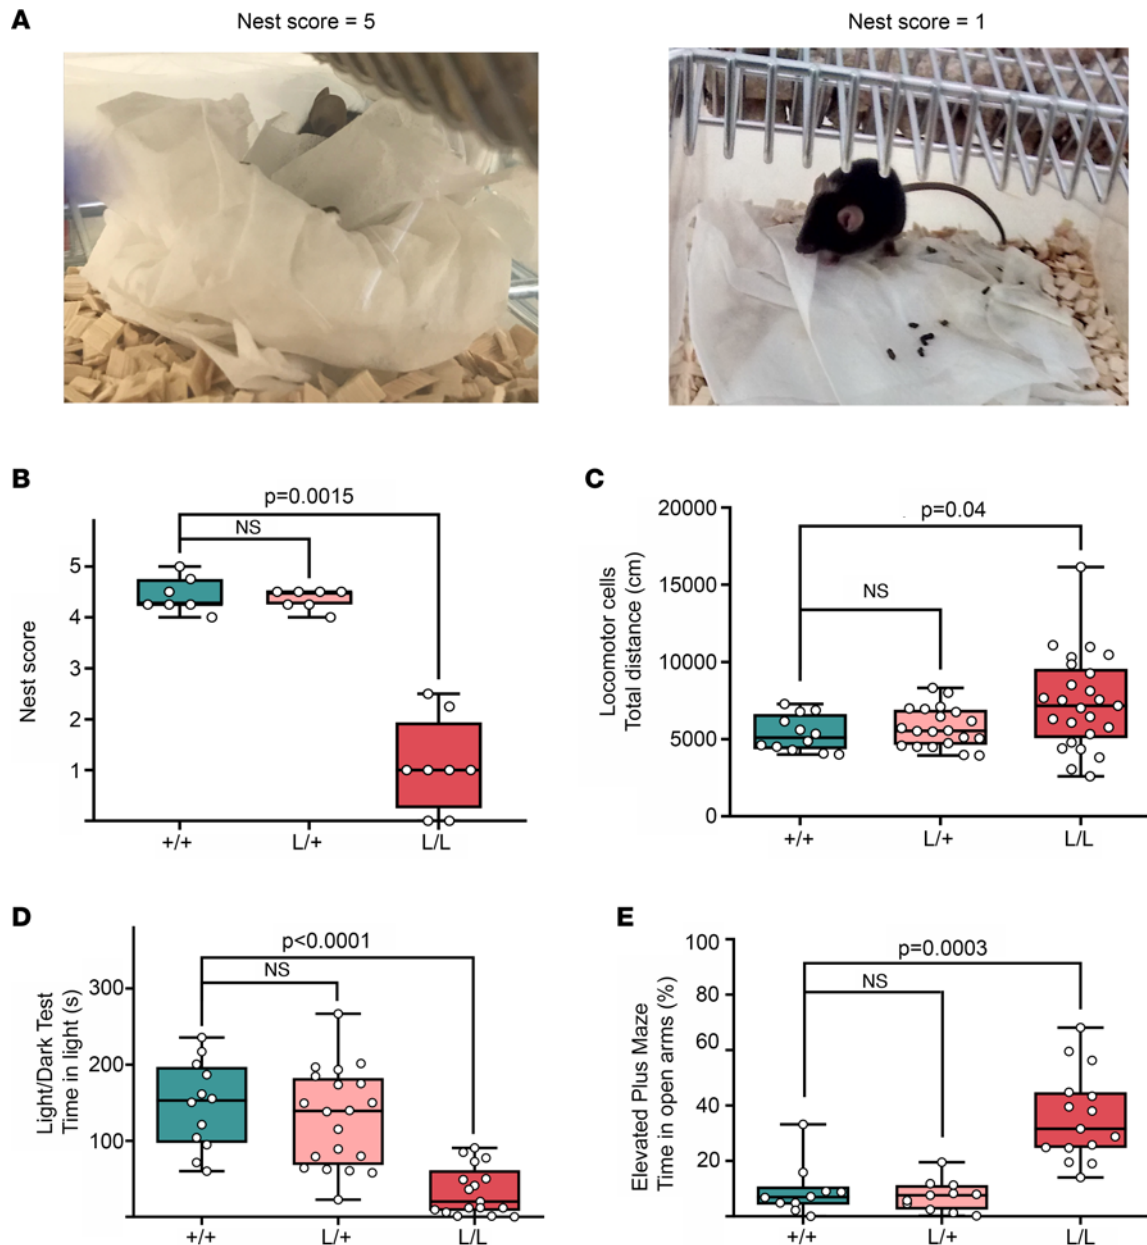 A
Nest score = 5
Nest score = 1
B
p=0.0015
NS
5
4
3
2
1
Nest score
+/+
L/+
L/L
C
20000
15000
10000
5000
0
p=0.04
NS
Locomotor cells
Total distance (cm)
+/+
L/+
L/L
D
p<0.0001
NS
300
200
100
Light/Dark Test
Time in light (s)
+/+
L/+
L/L
E
100
80
60
40
20
p=0.0003
NS
Elevated Plus Maze
Time in open arms (%)
+/+
L/+
L/L